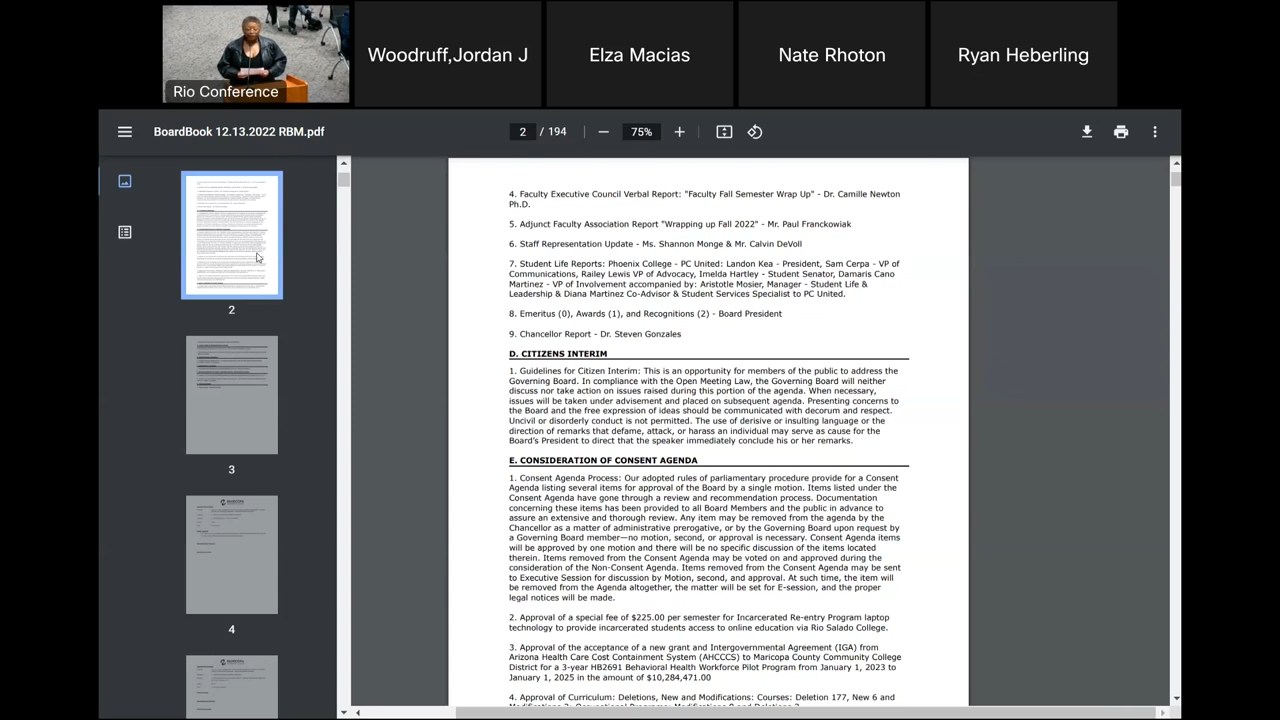 Rio Conference
Woodruff,Jordan J
Elza Macias
Nate Rhoton
Ryan Heberling
BoardBook 12.13.2022 RBM.pdf
2 / 194
75%
2
3
4
4. Faculty Executive Council Verbal Report: "Faculty Fall Semester Wrap Up" - Dr. Camille Newton
Ph.D.
5. Adjunct Faculty Association Report "Wrapping up Fall 2022" - Mr. Paul Franckowiak
6. Staff Representation Update - Ms. Shannon Monge & Mr. Calvin DeVoll
7. Student Life Reports: Phoenix College - PC United: Landon Kea - President, Sam Cerpa - VP of
Communications, Railey Lewis VP of Advocacy, Imelda Hartley - Student Senator, Damaris Cano
Martinez - VP of Involvement accompanied by: Aristotle Mosier, Manager - Student Life &
Leadership & Diana Martinez Co-Advisor & Student Services Specialist to PC United.
8. Emeritus (0), Awards (1), and Recognitions (2) - Board President
9. Chancellor Report - Dr. Steven Gonzales
D. CITIZENS INTERIM
1. Guidelines for Citizen Interim: This is an opportunity for members of the public to address the
Governing Board. In compliance with the Open Meeting Law, the Governing Board will neither
discuss nor take action on issues raised during this portion of the agenda. When necessary,
issues will be taken under advisement and placed on subsequent agenda. Presenting concerns to
the Board and the free expression of ideas should be communicated with decorum and respect.
Uncivil or disorderly conduct is not permitted. The use of derisive or insulting language or the
direction of remarks that defame, attack, or harass an individual may serve as cause for the
Board's President to direct that the speaker immediately conclude his or her remarks.
E. CONSIDERATION OF CONSENT AGENDA
1. Consent Agenda Process: Our adopted rules of parliamentary procedure provide for a Consent
Agenda listing several items for approval of the Board by a single motion. Items listed under the
Consent Agenda have gone through a review and recommendation process. Documentation
concerning these items has been provided to all Board Members and the public in advance to
assure an extensive and thorough review. Any item may be removed from the agenda by the
Chancellor as a matter of administrative prerogative, or by the Governing Board upon request by
a Governing Board member—no motion, second, or approval is necessary. Consent Agenda items
will be approved by one motion and there will be no specific discussion of the items located
therein. Items removed from the Consent Agenda may be voted on and approved during the
consideration of the Non-Consent Agenda. Items removed from the Consent Agenda may be sent
to Executive Session for discussion by Motion, second, and approval. At such time, the item will
be removed from the Agenda altogether, the matter will be set for E-session, and the proper
legal notices will be made.
2. Approval of a special fee of $225.00 per semester for Incarcerated Re-entry Program laptop
technology to provide incarcerated students access to online education via Rio Salado College.
3. Approval of the acceptance of a new grant and Intergovernmental Agreement (IGA) from
Arizona Health Care Cost Containment System (AHCCCS) to Maricopa County Community College
District for a 3-year HB2691 Behavioral Health Workforce Pilot Program from January 1, 2023 to
January 1, 2025 in the amount of $10,284,471.00
4. Approval of Curriculum: Deletions, New and Modifications: Courses: Deletion 177, New 6 and